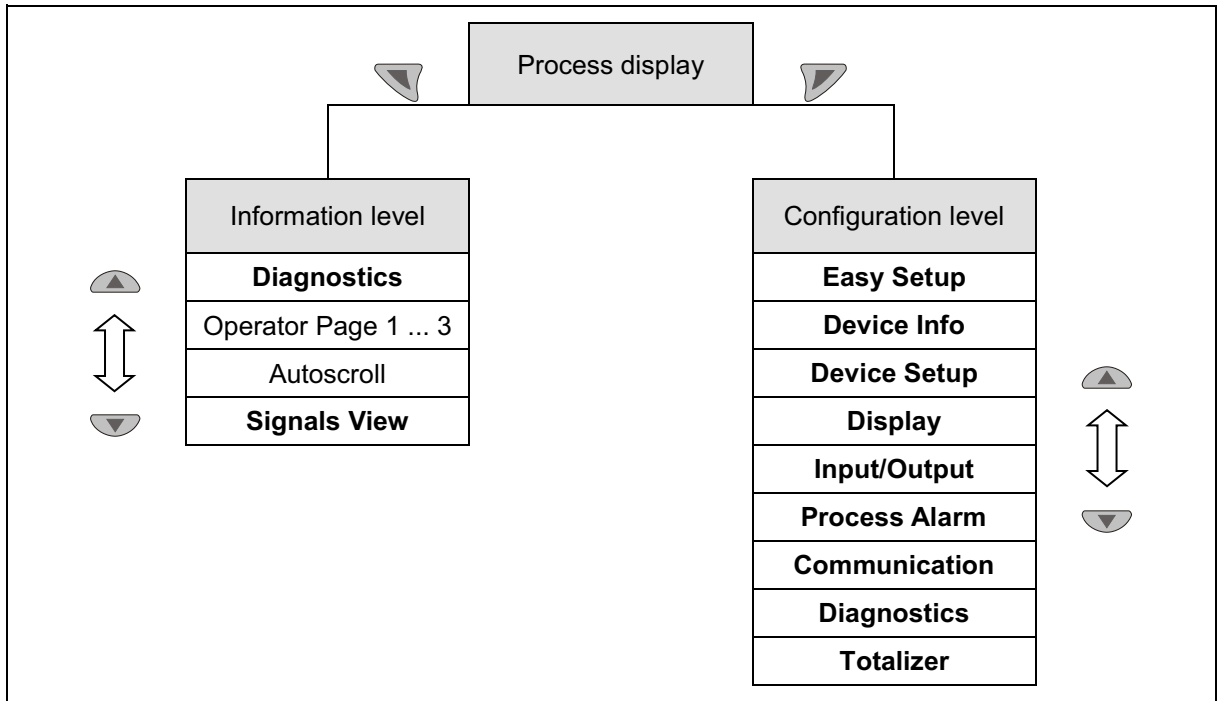 Process display
Information level
Diagnostics
Operator Page 1 ... 3
Autoscroll
Signals View
Configuration level
Easy Setup
Device Info
Device Setup
Display
Input/Output
Process Alarm
Communication
Diagnostics
Totalizer